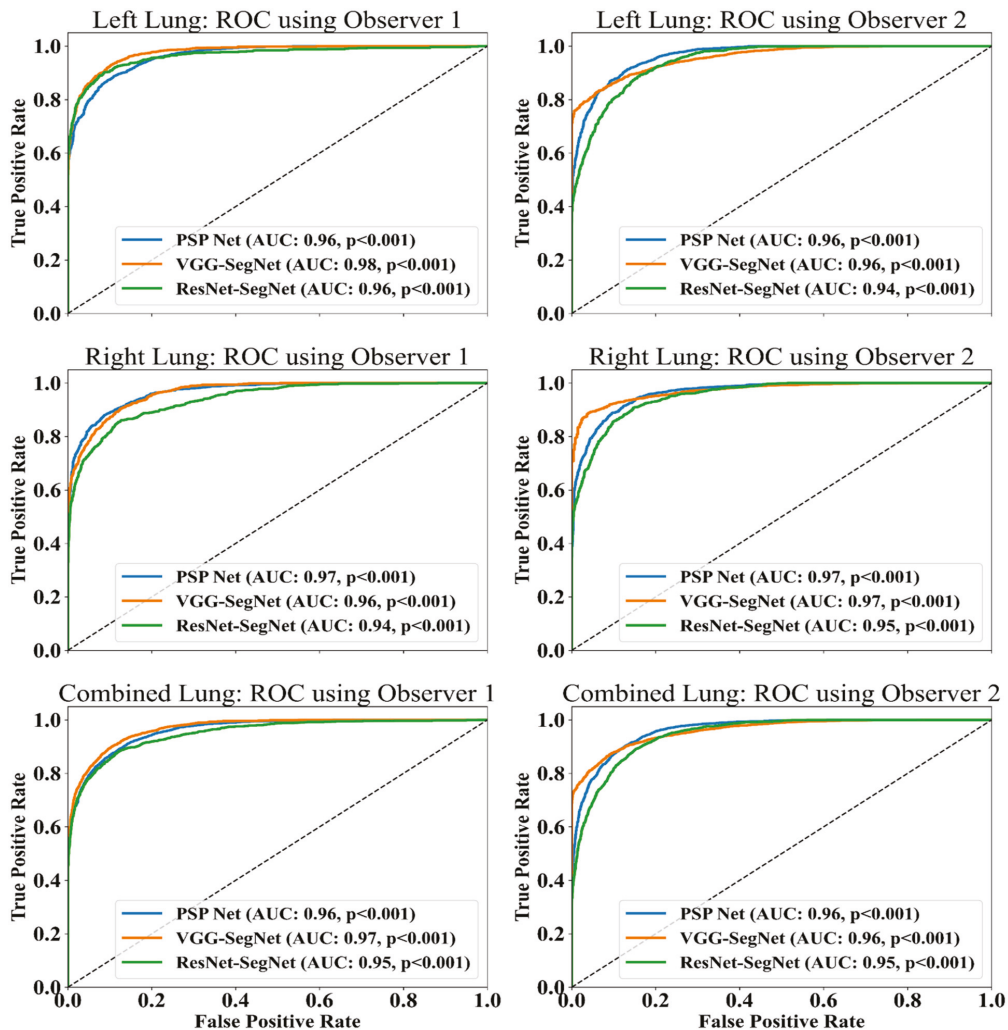 Left Lung: ROC using Observer 1
1.0
0.8
0.6
0.4
0.2
0.0
True Positive Rate
PSP Net (AUC: 0.96, p<0.001)
VGG-SegNet (AUC: 0.98, p<0.001)
ResNet-SegNet (AUC: 0.96, p<0.001)
Left Lung: ROC using Observer 2
1.0
0.8
0.6
0.4
0.2
0.0
True Positive Rate
PSP Net (AUC: 0.96, p<0.001)
VGG-SegNet (AUC: 0.96, p<0.001)
ResNet-SegNet (AUC: 0.94, p<0.001)
Right Lung: ROC using Observer 1
1.0
0.8
0.6
0.4
0.2
0.0
True Positive Rate
PSP Net (AUC: 0.97, p<0.001)
VGG-SegNet (AUC: 0.96, p<0.001)
ResNet-SegNet (AUC: 0.94, p<0.001)
Right Lung: ROC using Observer 2
1.0
0.8
0.6
0.4
0.2
0.0
True Positive Rate
PSP Net (AUC: 0.97, p<0.001)
VGG-SegNet (AUC: 0.97, p<0.001)
ResNet-SegNet (AUC: 0.95, p<0.001)
Combined Lung: ROC using Observer 1
1.0
0.8
0.6
0.4
0.2
0.0
True Positive Rate
PSP Net (AUC: 0.96, p<0.001)
VGG-SegNet (AUC: 0.97, p<0.001)
ResNet-SegNet (AUC: 0.95, p<0.001)
0.0 0.2 0.4 0.6 0.8 1.0
False Positive Rate
Combined Lung: ROC using Observer 2
1.0
0.8
0.6
0.4
0.2
0.0
True Positive Rate
PSP Net (AUC: 0.96, p<0.001)
VGG-SegNet (AUC: 0.96, p<0.001)
ResNet-SegNet (AUC: 0.95, p<0.001)
0.0 0.2 0.4 0.6 0.8 1.0
False Positive Rate